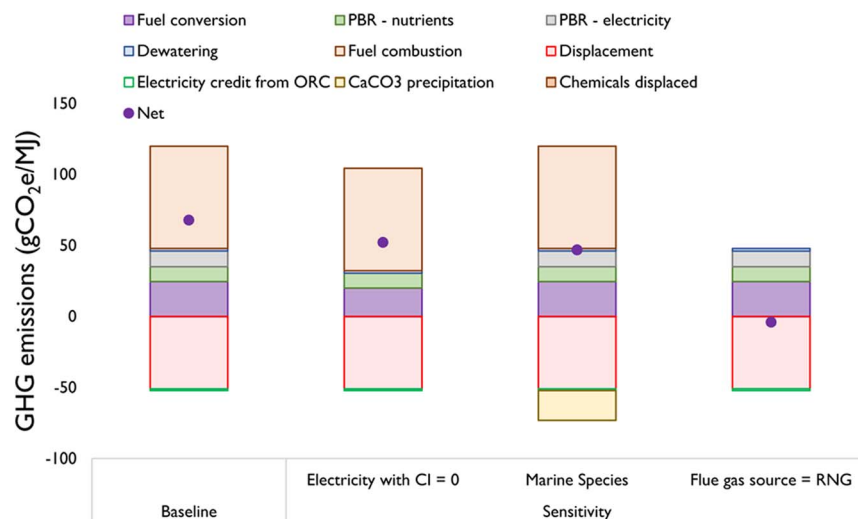 Fuel conversion PBR - nutrients PBR - electricity
Dewatering Fuel combustion Displacement
Electricity credit from ORC CaCO3 precipitation Chemicals displaced
Net
GHG emissions (gCO₂e/MJ)
150
100
50
0
-50
-100
Electricity with CI = 0 Marine Species Flue gas source = RNG
Baseline Sensitivity